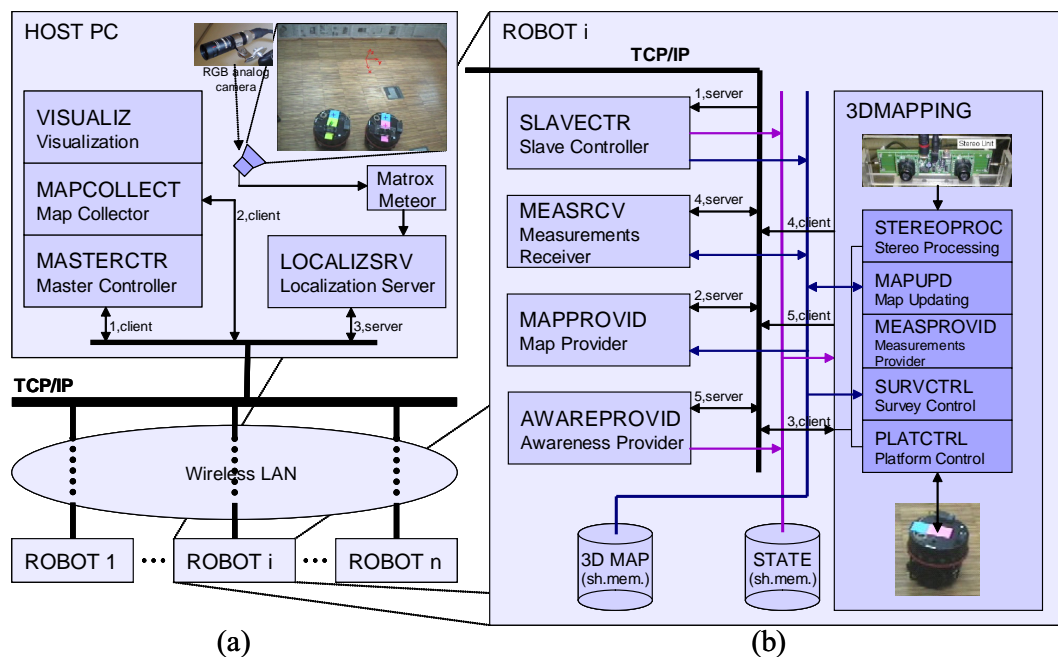 HOST PC
RGB analog
camera
VISUALIZ
Visualization
MAPCOLLECT
Map Collector
MASTERCTR
Master Controller
2,client
Matrox
Meteor
LOCALIZSRV
Localization Server
1,client
3,server
TCP/IP
Wireless LAN
ROBOT 1
ROBOT i
ROBOT n
(a)
ROBOT i
TCP/IP
SLAVECTR
Slave Controller
1,server
MEASRCV
Measurements
Receiver
4,server
MAPPROVID
Map Provider
2,server
AWAREPROVID
Awareness Provider
5,server
4,client
5,client
3,client
3D MAP
(sh.mem.)
STATE
(sh.mem.)
3DMAPPING
Stereo Unit
STEREOPROC
Stereo Processing
MAPUPD
Map Updating
MEASPROVID
Measurements
Provider
SURVCTRL
Survey Control
PLATCTRL
Platform Control
(b)